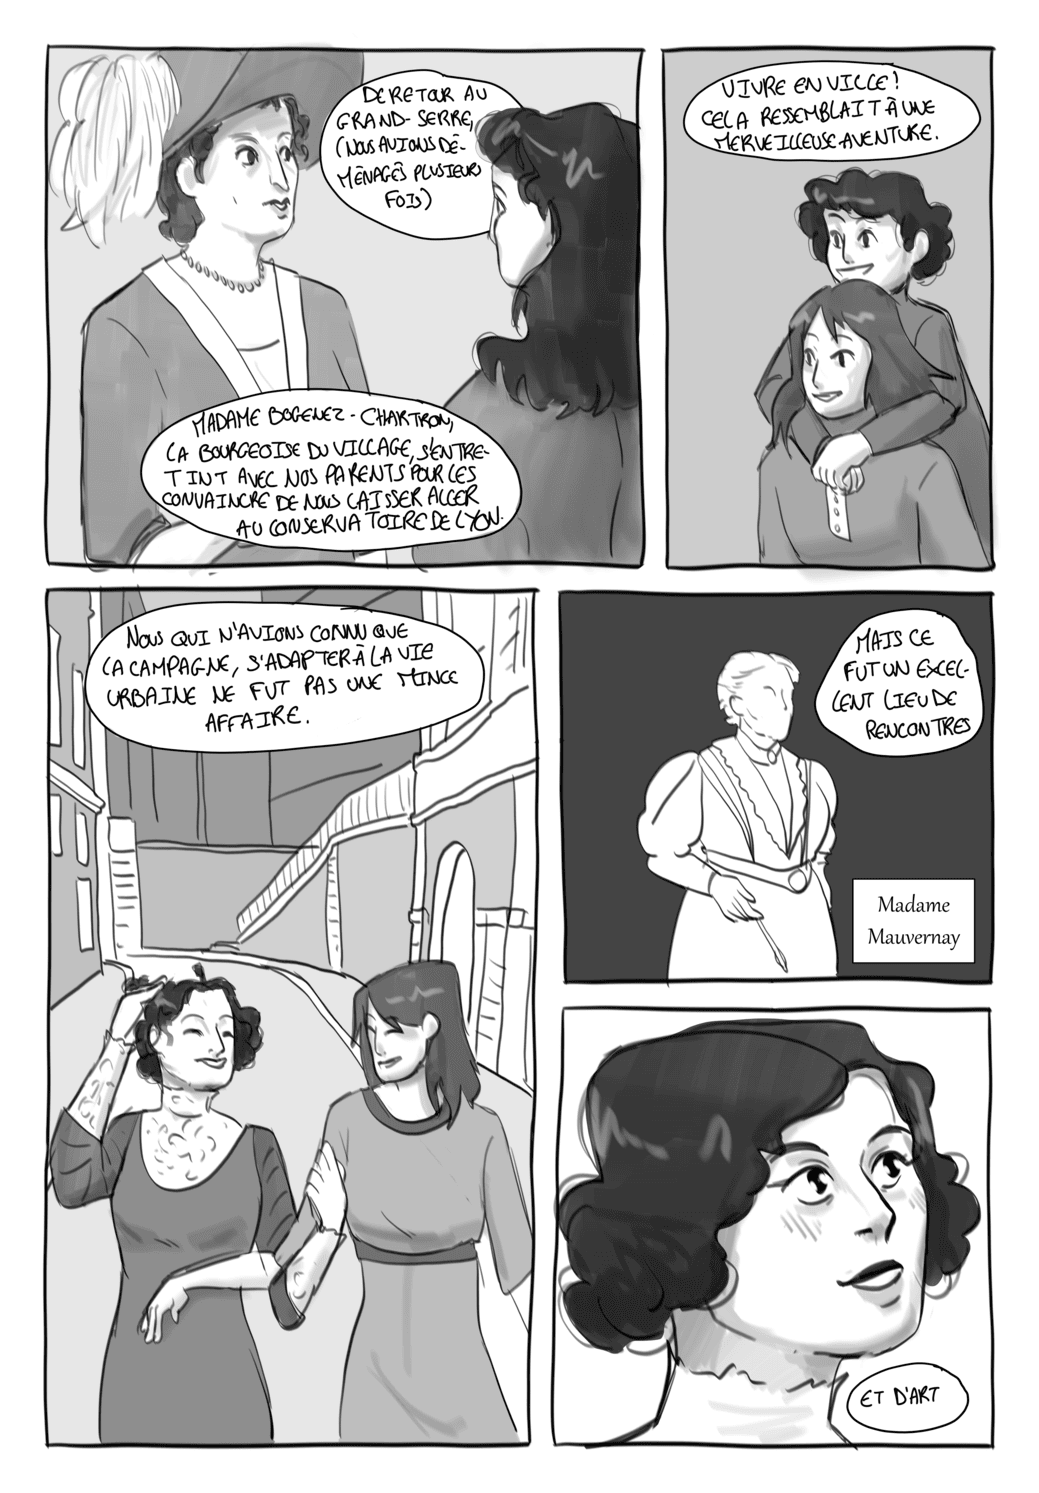 DE RETOUR AU
GRAND-SERRE,
(NOUS AVIONS DÉ-
MÈNAGÈS PLUSIEURS
FOIS)
MADAME BOGENEZ-CHARTRON,
LA BOURGEOISE DU VILLAGE, S'ENTRE-
TINT AVEC NOS PARENTS POUR LES
CONVAINCRE DE NOUS LAISSER ALLER
AU CONSERVATOIRE DE LYON.
VIVRE EN VILLE!
CELA RESSEMBLAIT À UNE
MERVEILLEUSE AVENTURE.
NOUS QUI N'AVIONS CONNU QUE
LA CAMPAGNE, S'ADAPTER À LA VIE
URBAINE NE FUT PAS UNE MINCE
AFFAIRE.
MAIS CE
FUT UN EXCEL-
LENT LIEU DE
RENCONTRES
Madame
Mauvernay
ET D'ART